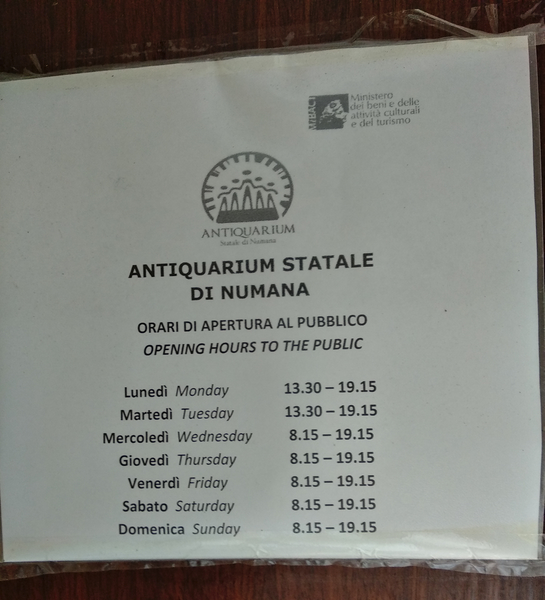 MiBACT
Ministero
dei beni e delle
attività culturali
e del turismo
ANTIQUARIUM
Statale di Numana
ANTIQUARIUM STATALE
DI NUMANA
ORARI DI APERTURA AL PUBBLICO
OPENING HOURS TO THE PUBLIC
Lunedì Monday 13.30 – 19.15
Martedì Tuesday 13.30 – 19.15
Mercoledì Wednesday 8.15 – 19.15
Giovedì Thursday 8.15 – 19.15
Venerdì Friday 8.15 – 19.15
Sabato Saturday 8.15 – 19.15
Domenica Sunday 8.15 – 19.15